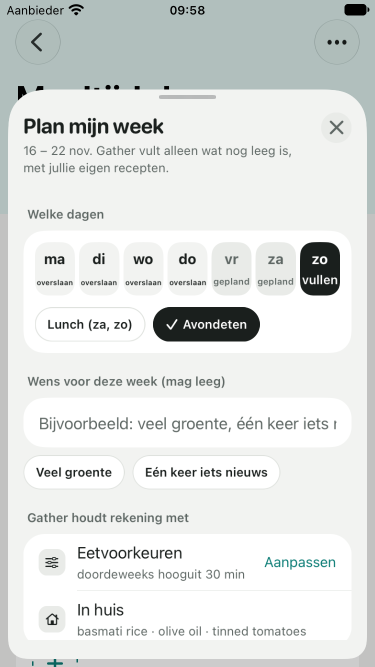 Aanbieder 09:58
Plan mijn week
16 – 22 nov. Gather vult alleen wat nog leeg is,
met jullie eigen recepten.
Welke dagen
ma di wo do vr za zo
overslaan overslaan overslaan overslaan gepland gepland vullen
Lunch (za, zo) Avondeten
Wens voor deze week (mag leeg)
Bijvoorbeeld: veel groente, één keer iets
Veel groente Eén keer iets nieuws
Gather houdt rekening met
Eetvoorkeuren
doordeweeks hooguit 30 min
Aanpassen
In huis
basmati rice · olive oil · tinned tomatoes